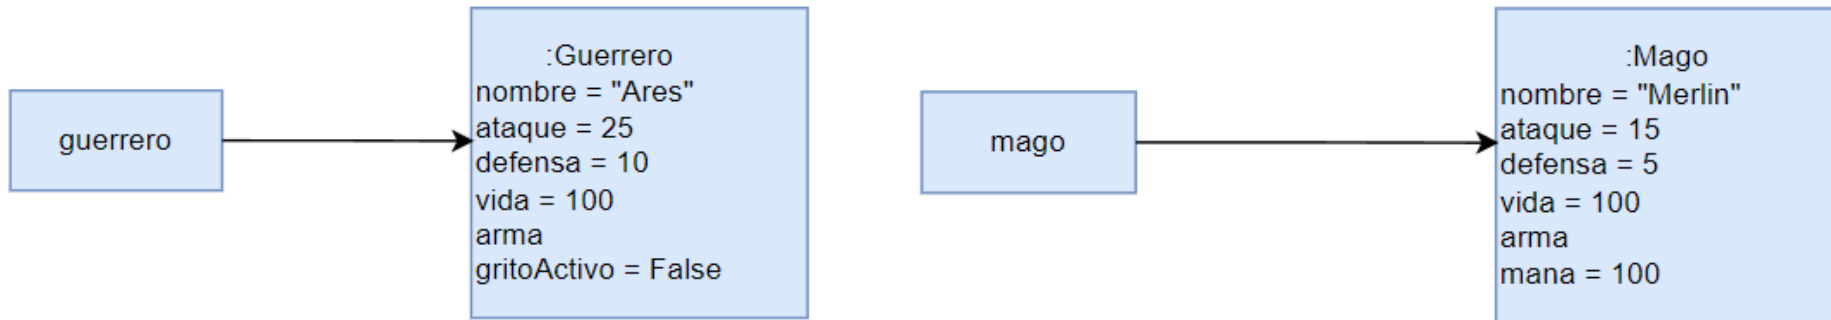 guerrero
:Guerrero
nombre = "Ares"
ataque = 25
defensa = 10
vida = 100
arma
gritoActivo = False
mago
:Mago
nombre = "Merlin"
ataque = 15
defensa = 5
vida = 100
arma
mana = 100